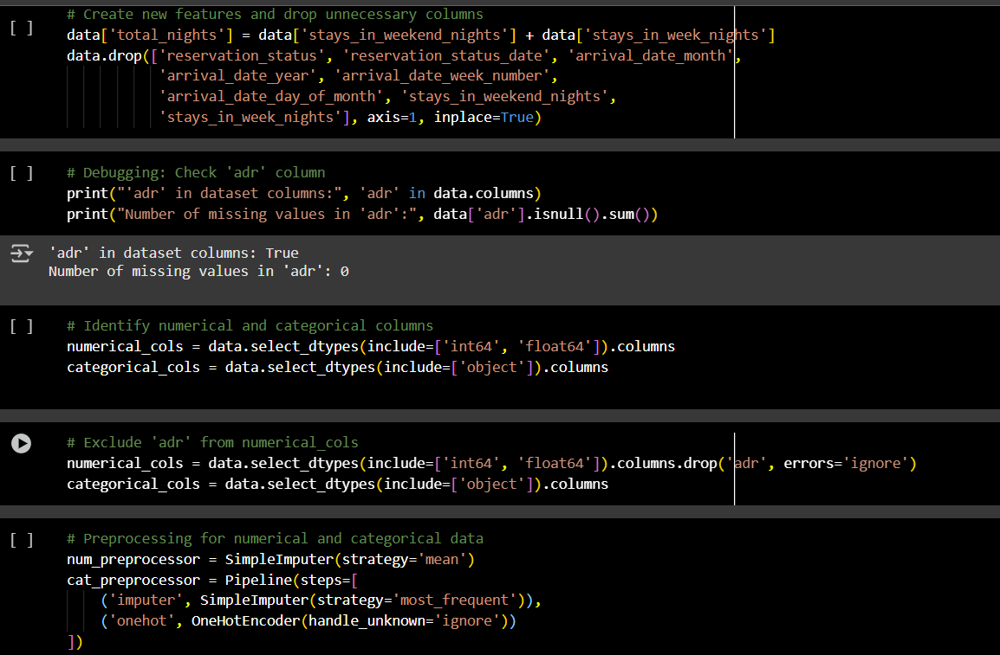 # Create new features and drop unnecessary columns
[ ] data['total_nights'] = data['stays_in_weekend_nights'] + data['stays_in_week_nights']
data.drop(['reservation_status', 'reservation_status_date', 'arrival_date_month',
'arrival_date_year', 'arrival_date_week_number',
'arrival_date_day_of_month', 'stays_in_weekend_nights',
'stays_in_week_nights'], axis=1, inplace=True)
[ ] # Debugging: Check 'adr' column
print("'adr' in dataset columns:", 'adr' in data.columns)
print("Number of missing values in 'adr':", data['adr'].isnull().sum())
'adr' in dataset columns: True
Number of missing values in 'adr': 0
[ ] # Identify numerical and categorical columns
numerical_cols = data.select_dtypes(include=['int64', 'float64']).columns
categorical_cols = data.select_dtypes(include=['object']).columns
# Exclude 'adr' from numerical_cols
numerical_cols = data.select_dtypes(include=['int64', 'float64']).columns.drop('adr', errors='ignore')
categorical_cols = data.select_dtypes(include=['object']).columns
[ ] # Preprocessing for numerical and categorical data
num_preprocessor = SimpleImputer(strategy='mean')
cat_preprocessor = Pipeline(steps=[
('imputer', SimpleImputer(strategy='most_frequent')),
('onehot', OneHotEncoder(handle_unknown='ignore'))
])